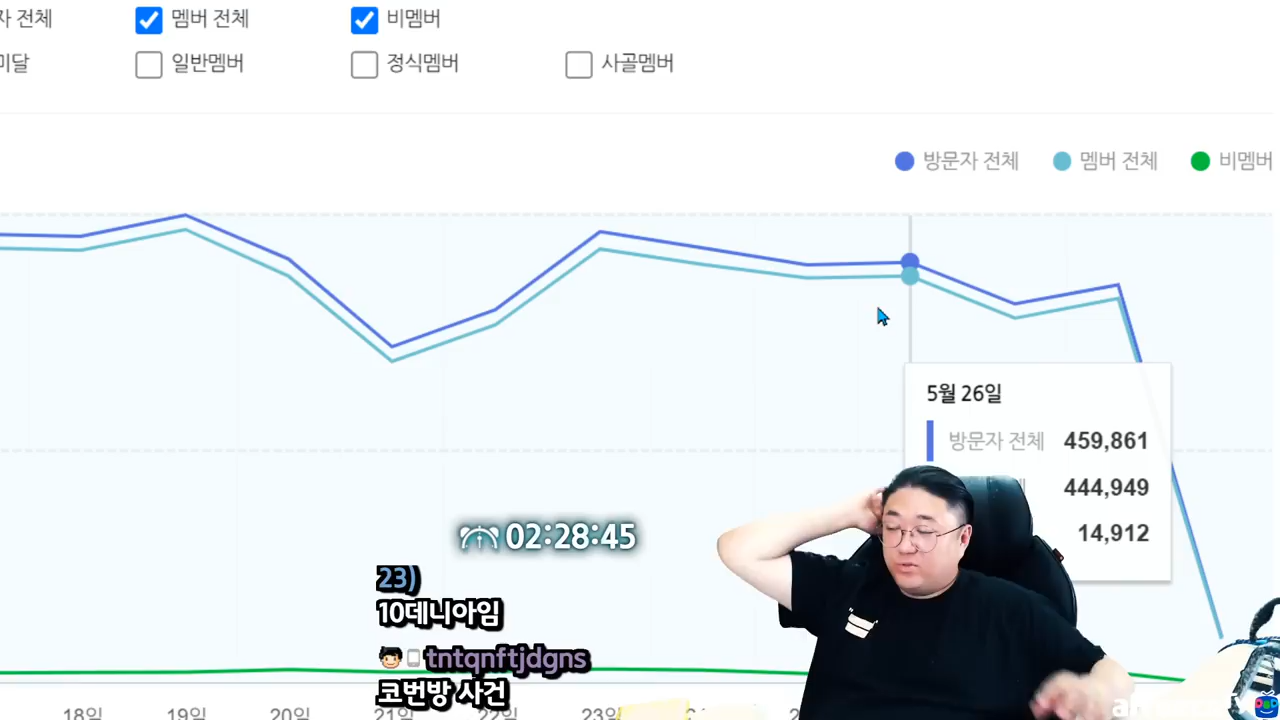 자 전체 멤버 전체 비멤버
미달 일반멤버 정식멤버 사골멤버
방문자 전체 멤버 전체 비멤버
5월 26일
방문자 전체 459,861
444,949
14,912
02:28:45
23)
10데니아임
tntqnftjdgns
코번방 사건
18일 19일 20일 21일 22일 23일